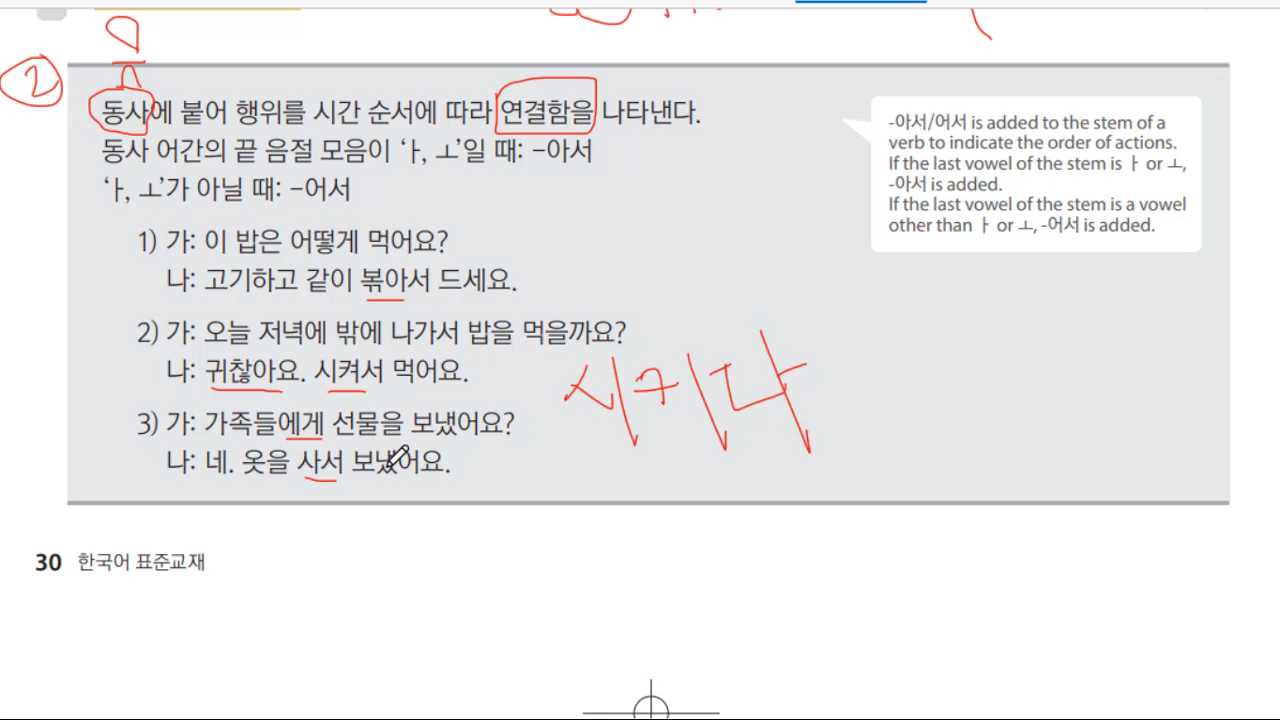 ②
동사에 붙어 행위를 시간 순서에 따라 연결함을 나타낸다.
동사 어간의 끝 음절 모음이 ‘ㅏ, ㅗ’일 때: –아서
‘ㅏ, ㅗ’가 아닐 때: –어서
-아서/어서 is added to the stem of a
verb to indicate the order of actions.
If the last vowel of the stem is ㅏ or ㅗ,
-아서 is added.
If the last vowel of the stem is a vowel
other than ㅏ or ㅗ, -어서 is added.
1) 가: 이 밥은 어떻게 먹어요?
나: 고기하고 같이 볶아서 드세요.
2) 가: 오늘 저녁에 밖에 나가서 밥을 먹을까요?
나: 귀찮아요. 시켜서 먹어요.
시키다
3) 가: 가족들에게 선물을 보냈어요?
나: 네. 옷을 사서 보냈어요.
30 한국어 표준교재